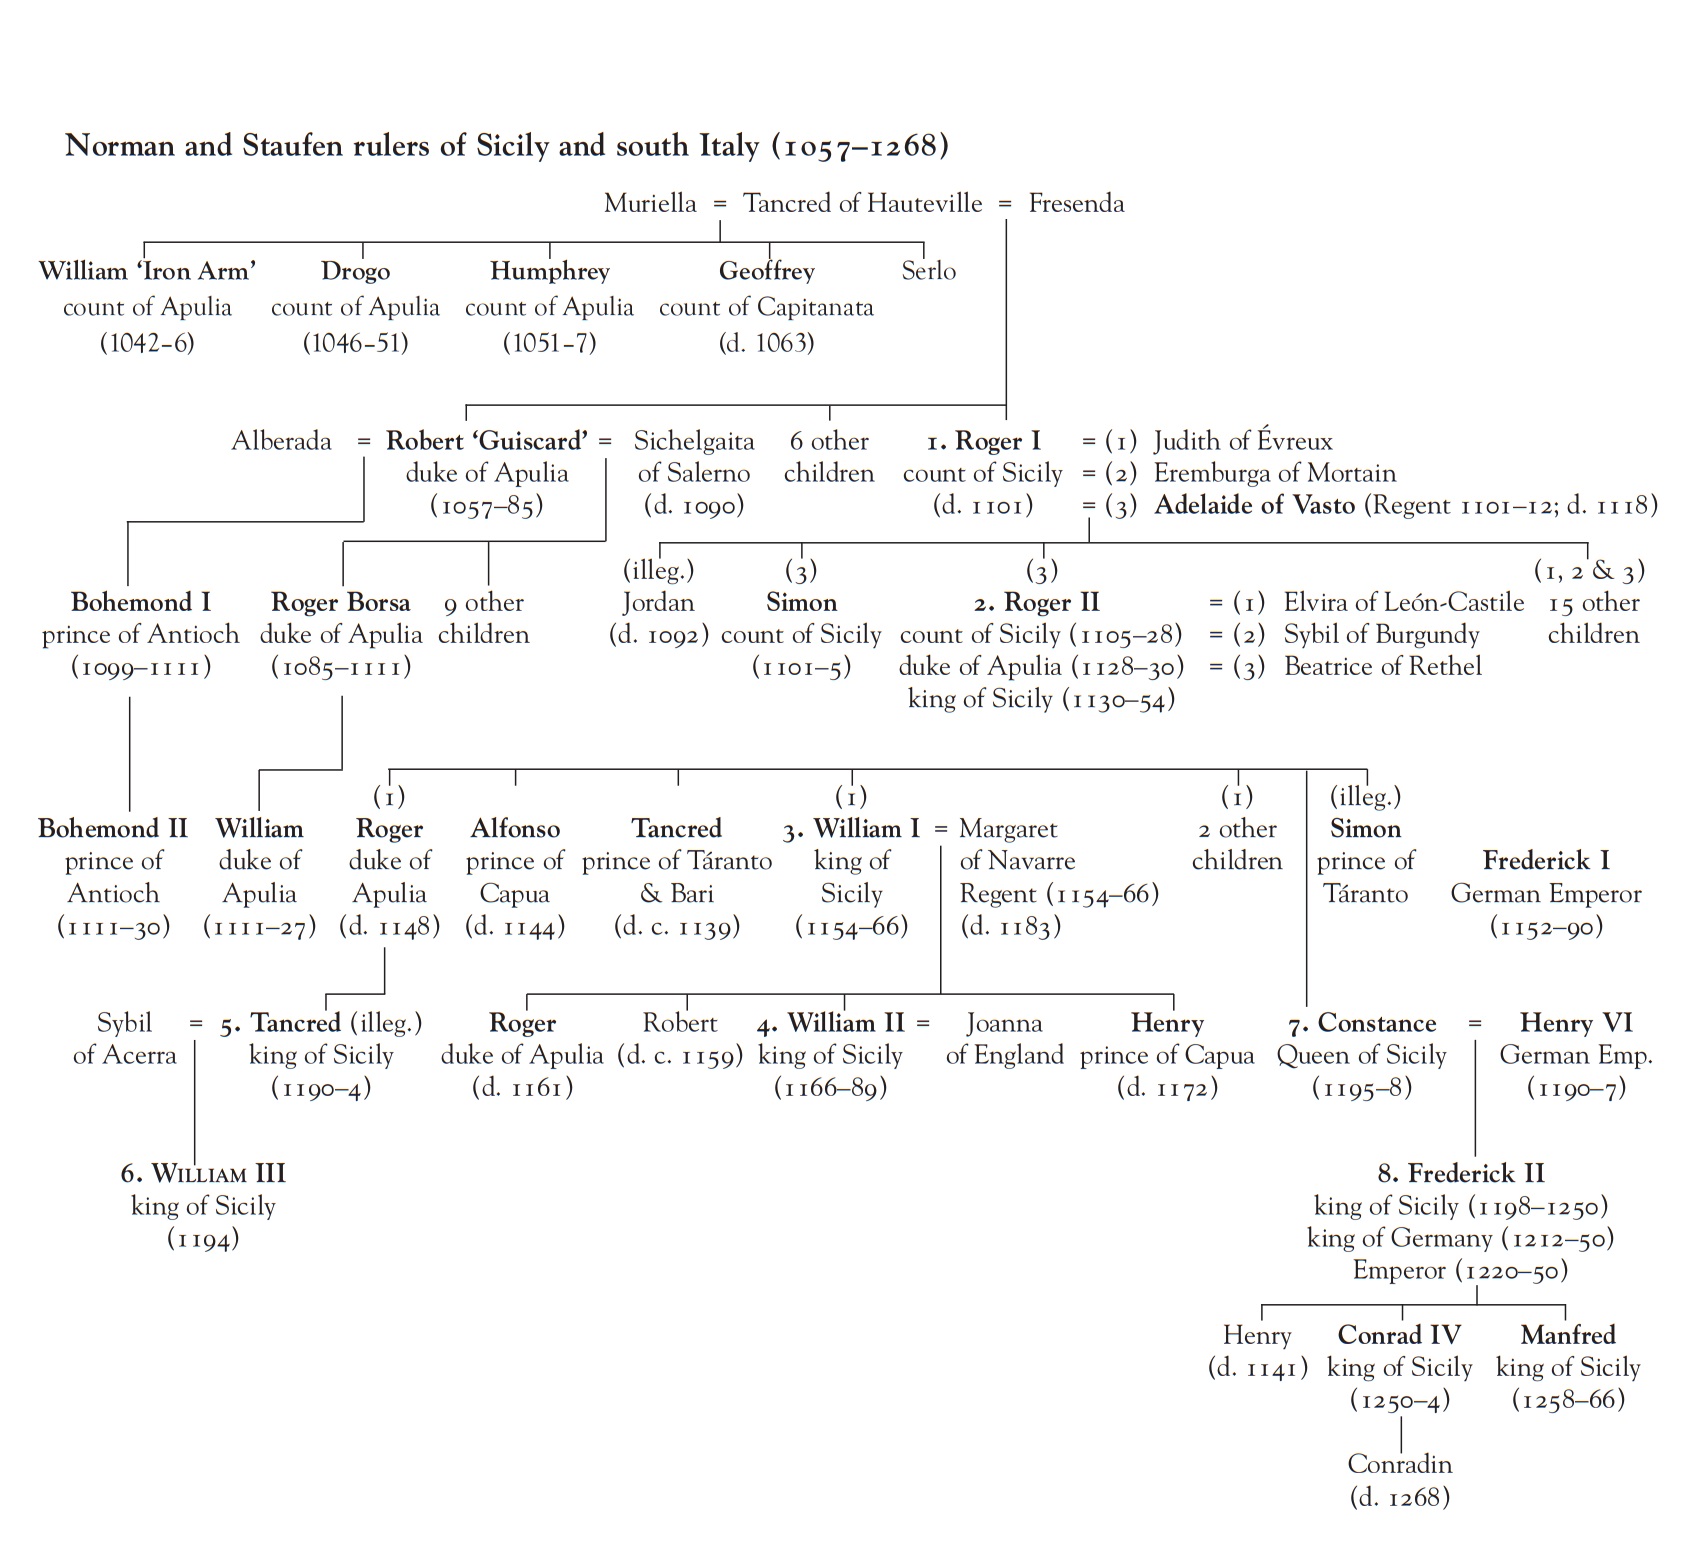 Norman and Staufen rulers of Sicily and south Italy (1057–1268)
Muriella = Tancred of Hauteville = Fresenda
William ‘Iron Arm’ Drogo Humphrey Geoffrey Serlo
count of Apulia count of Apulia count of Apulia count of Capitanata
(1042-6) (1046-51) (1051-7) (d. 1063)
Alberada = Robert ‘Guiscard’ = Sichelgaita 6 other 1. Roger I = (1) Judith of Évreux
duke of Apulia of Salerno children count of Sicily = (2) Eremburga of Mortain
(1057–85) (d. 1090) (d. 1101) = (3) Adelaide of Vasto (Regent 1101–12; d. 1118)
(illeg.) (3) (3) (1, 2 & 3)
Bohemond I Roger Borsa 9 other Jordan Simon 2. Roger II = (1) Elvira of León-Castile 15 other
prince of Antioch duke of Apulia children (d. 1092) count of Sicily count of Sicily (1105–28) = (2) Sybil of Burgundy children
(1099–1111) (1085–1111) (1101–5) duke of Apulia (1128–30) = (3) Beatrice of Rethel
king of Sicily (1130–54)
(1) (1) (1) (illeg.)
Bohemond II William Roger Alfonso Tancred 3. William I = Margaret 2 other Simon
prince of duke of duke of prince of prince of Táranto king of of Navarre children prince of Frederick I
Antioch Apulia Apulia Capua & Bari Sicily Regent (1154–66) Táranto German Emperor
(1111–30) (1111–27) (d. 1148) (d. 1144) (d. c. 1139) (1154–66) (d. 1183) (1152–90)
Sybil = 5. Tancred (illeg.) Roger Robert 4. William II = Joanna Henry 7. Constance = Henry VI
of Acerra king of Sicily duke of Apulia (d. c. 1159) king of Sicily of England prince of Capua Queen of Sicily German Emp.
(1190–4) (d. 1161) (1166–89) (d. 1172) (1195–8) (1190–7)
6. WILLIAM III 8. Frederick II
king of Sicily king of Sicily (1198–1250)
(1194) king of Germany (1212–50)
Emperor (1220–50)
Henry Conrad IV Manfred
(d. 1141) king of Sicily king of Sicily
(1250–4) (1258–66)
Conradin
(d. 1268)